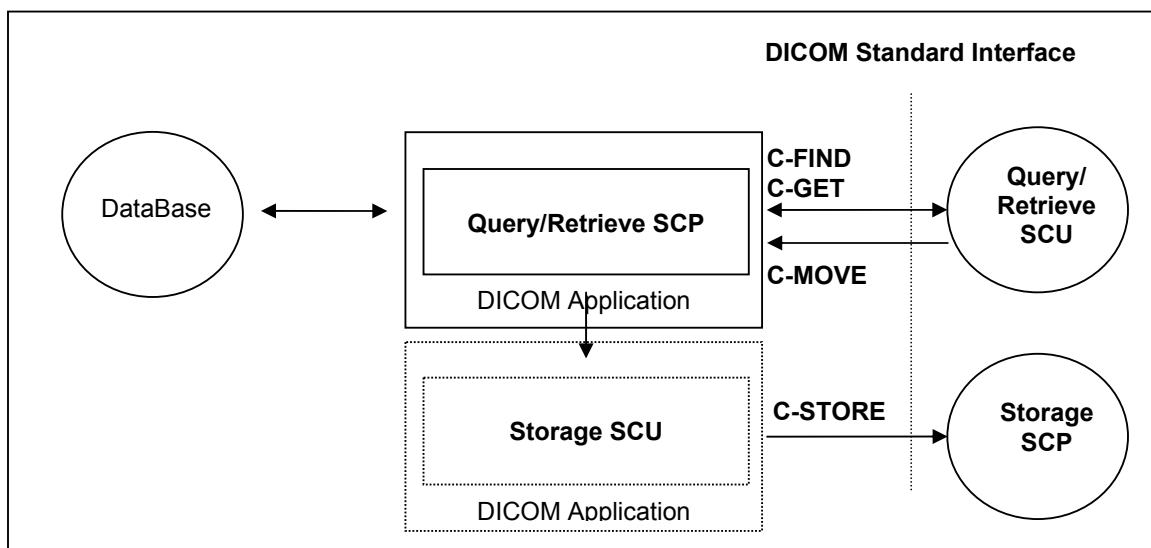 DICOM Standard Interface
DataBase
Query/Retrieve SCP
DICOM Application
C-FIND
C-GET
C-MOVE
Query/
Retrieve
SCU
Storage SCU
DICOM Application
C-STORE
Storage
SCP